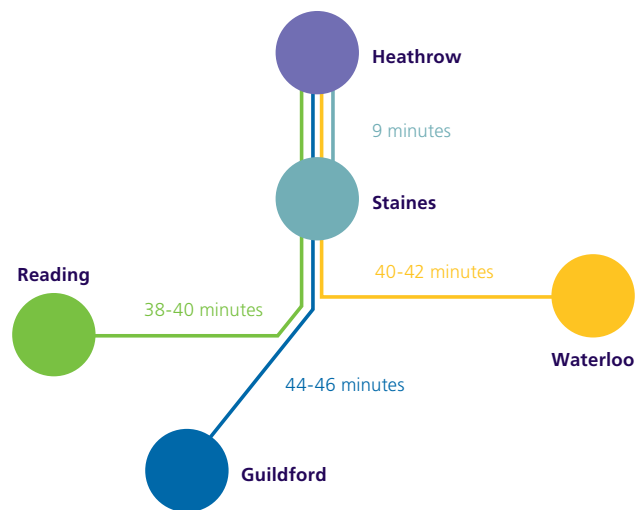 Heathrow
9 minutes
Staines
Reading
40-42 minutes
38-40 minutes
Waterloo
44-46 minutes
Guildford